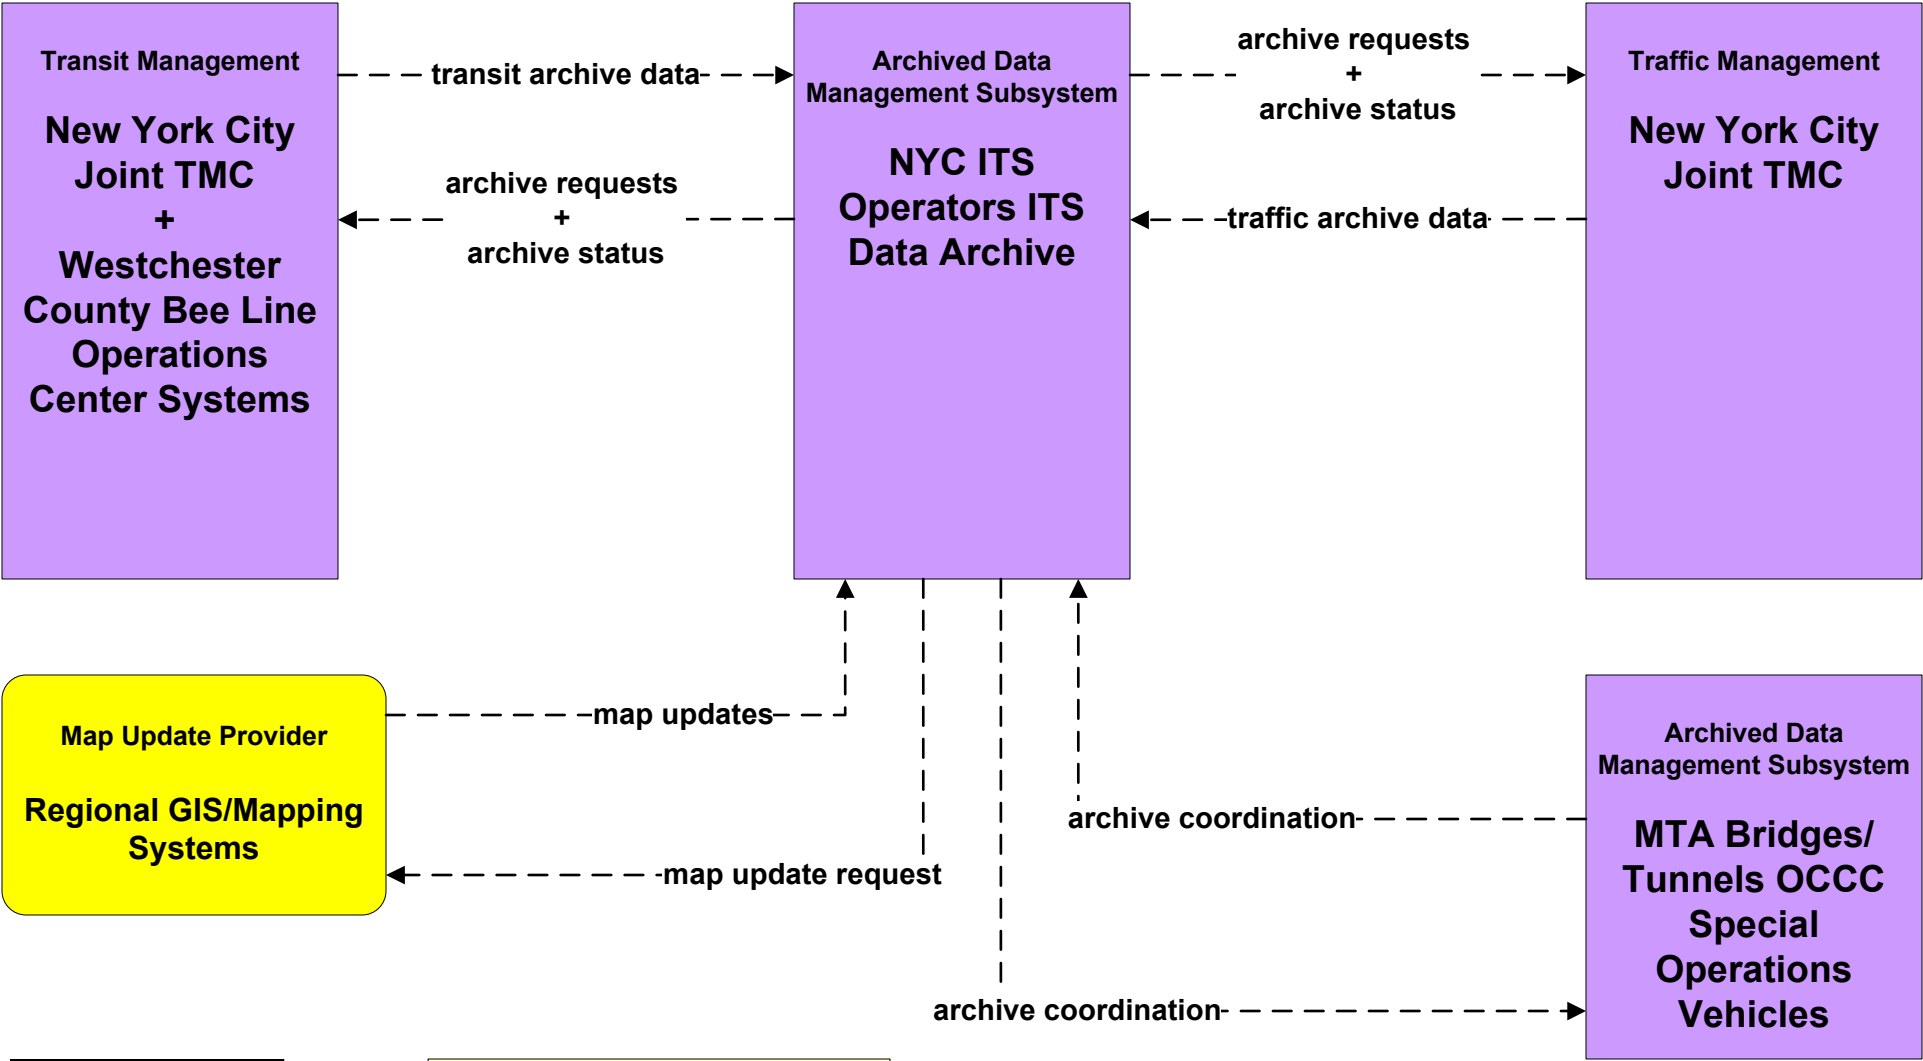 Transit Management
New York City
Joint TMC
+
Westchester
County Bee Line
Operations
Center Systems
transit archive data
archive requests
+
archive status
Archived Data
Management Subsystem
NYC ITS
Operators ITS
Data Archive
archive requests
+
archive status
traffic archive data
Traffic Management
New York City
Joint TMC
Map Update Provider
Regional GIS/Mapping
Systems
map updates
map update request
archive coordination
archive coordination
Archived Data
Management Subsystem
MTA Bridges/
Tunnels OCCC
Special
Operations
Vehicles